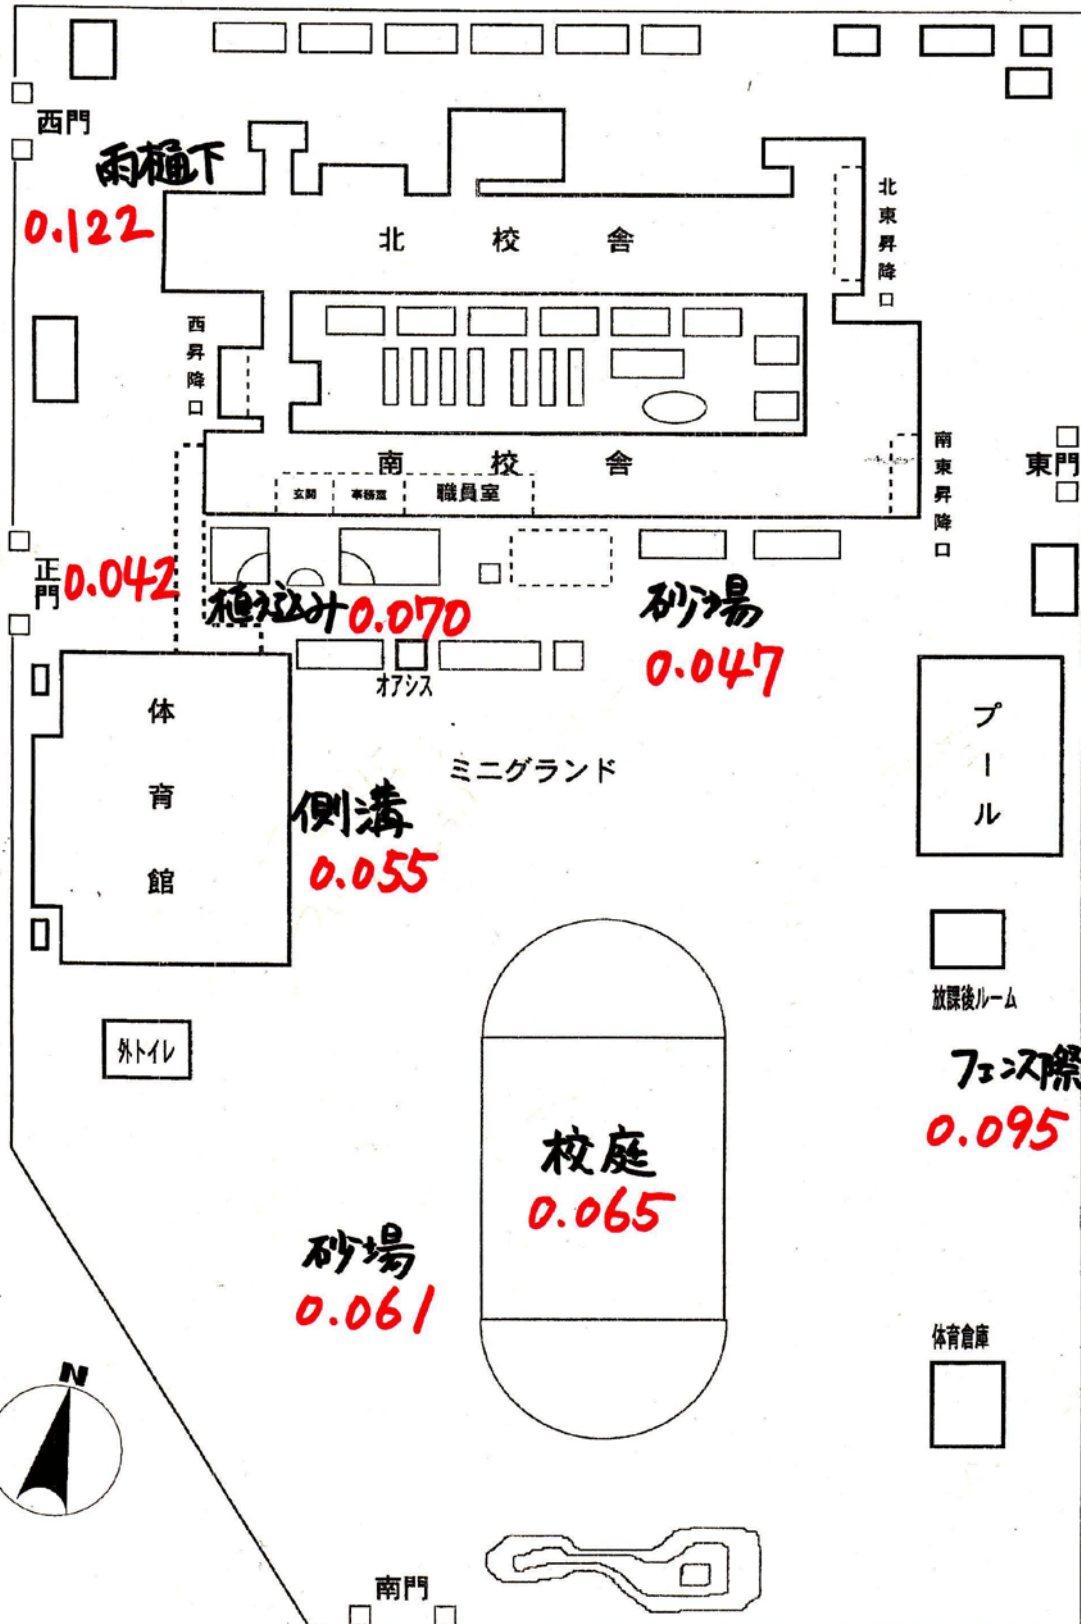 西門
雨樋下
0.122
北校舎
北東昇降口
西昇降口
南校舎
玄関
事務室
職員室
南東昇降口
東門
正門
0.042
植え込み 0.070
砂場
0.047
オアシス
体育館
ミニグランド
プール
側溝
0.055
放課後ルーム
外トイレ
フェンス際
0.095
校庭
0.065
砂場
0.061
体育倉庫
N
南門